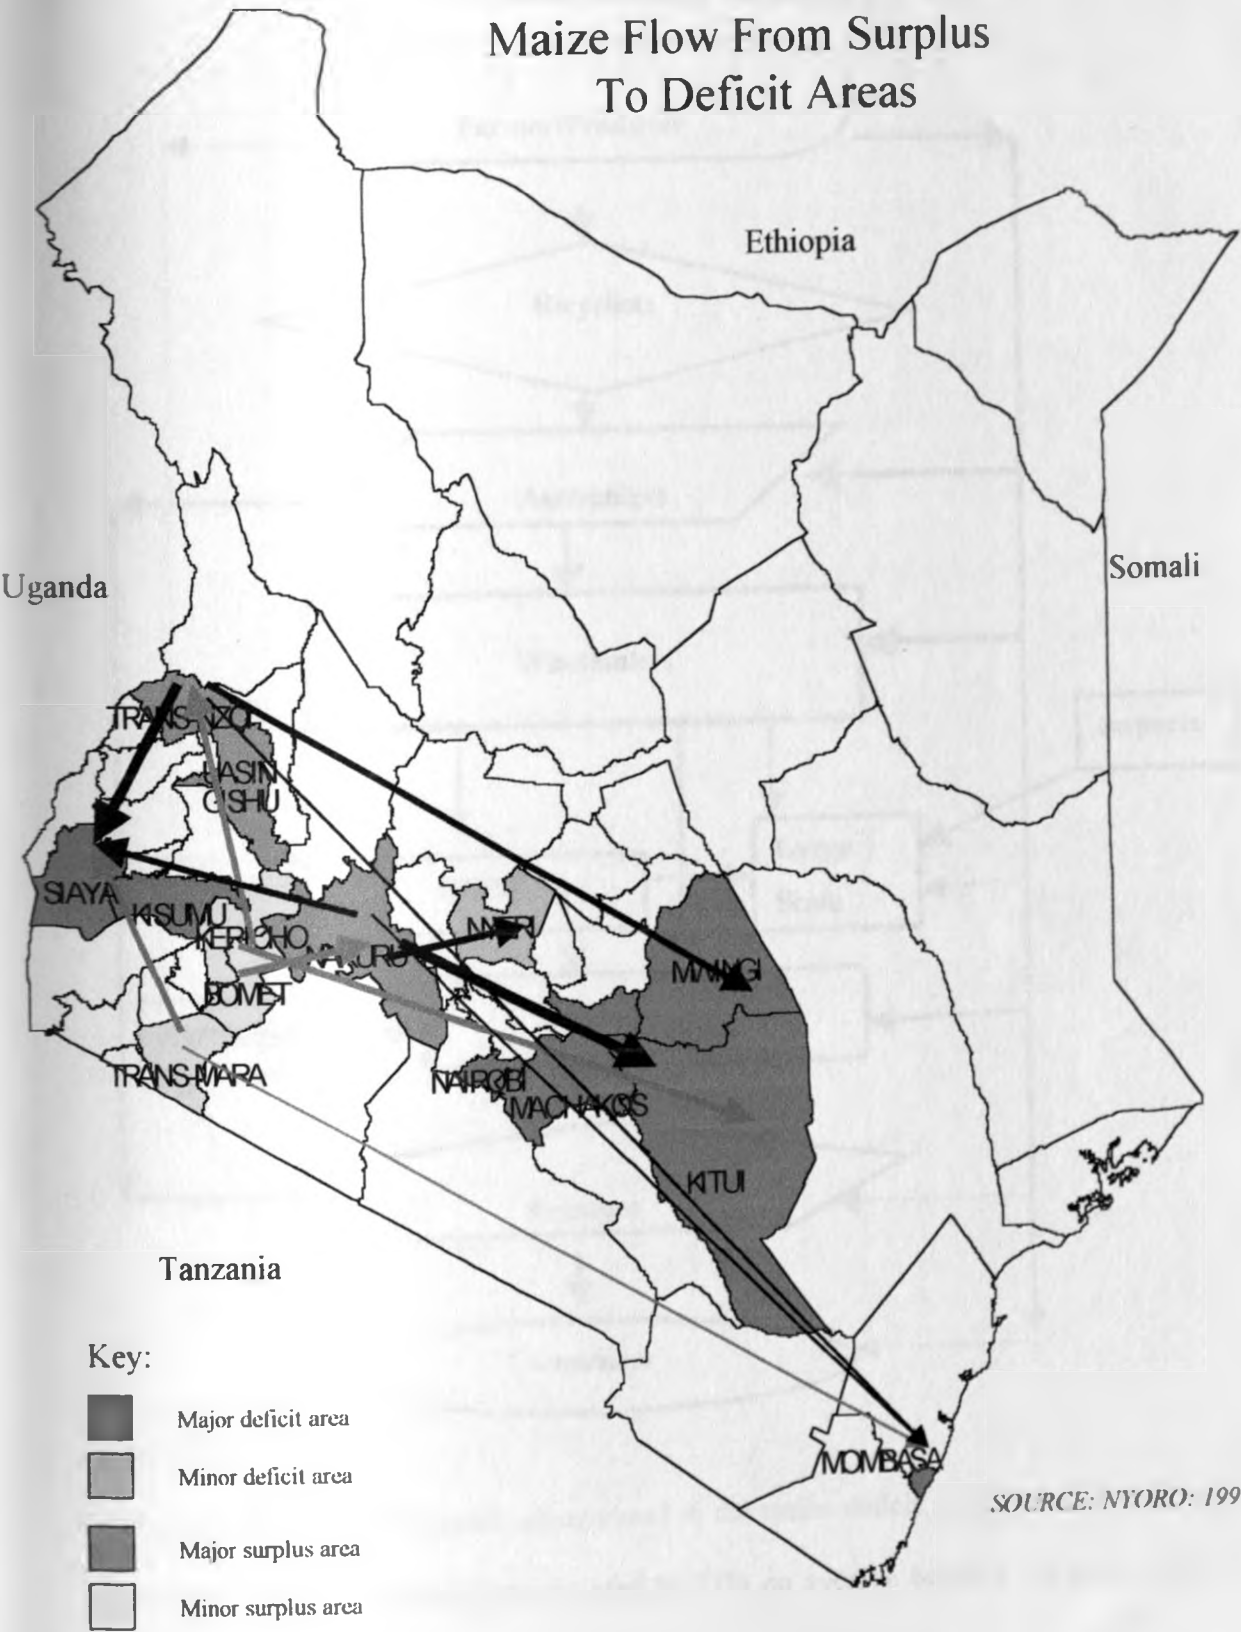 Maize Flow From Surplus
To Deficit Areas
Ethiopia
Somali
Uganda
TRANS NZOI
UASIN
GISHU
SIAYA
KISUMU
KERICHO
NAKURU
NYERI
BOMET
MWINGI
TRANS-MARA
NAIROBI
MACHAKOS
KITUI
Tanzania
MOMBASA
Key:
Major deficit area
Minor deficit area
Major surplus area
Minor surplus area
SOURCE: NYORO: 199